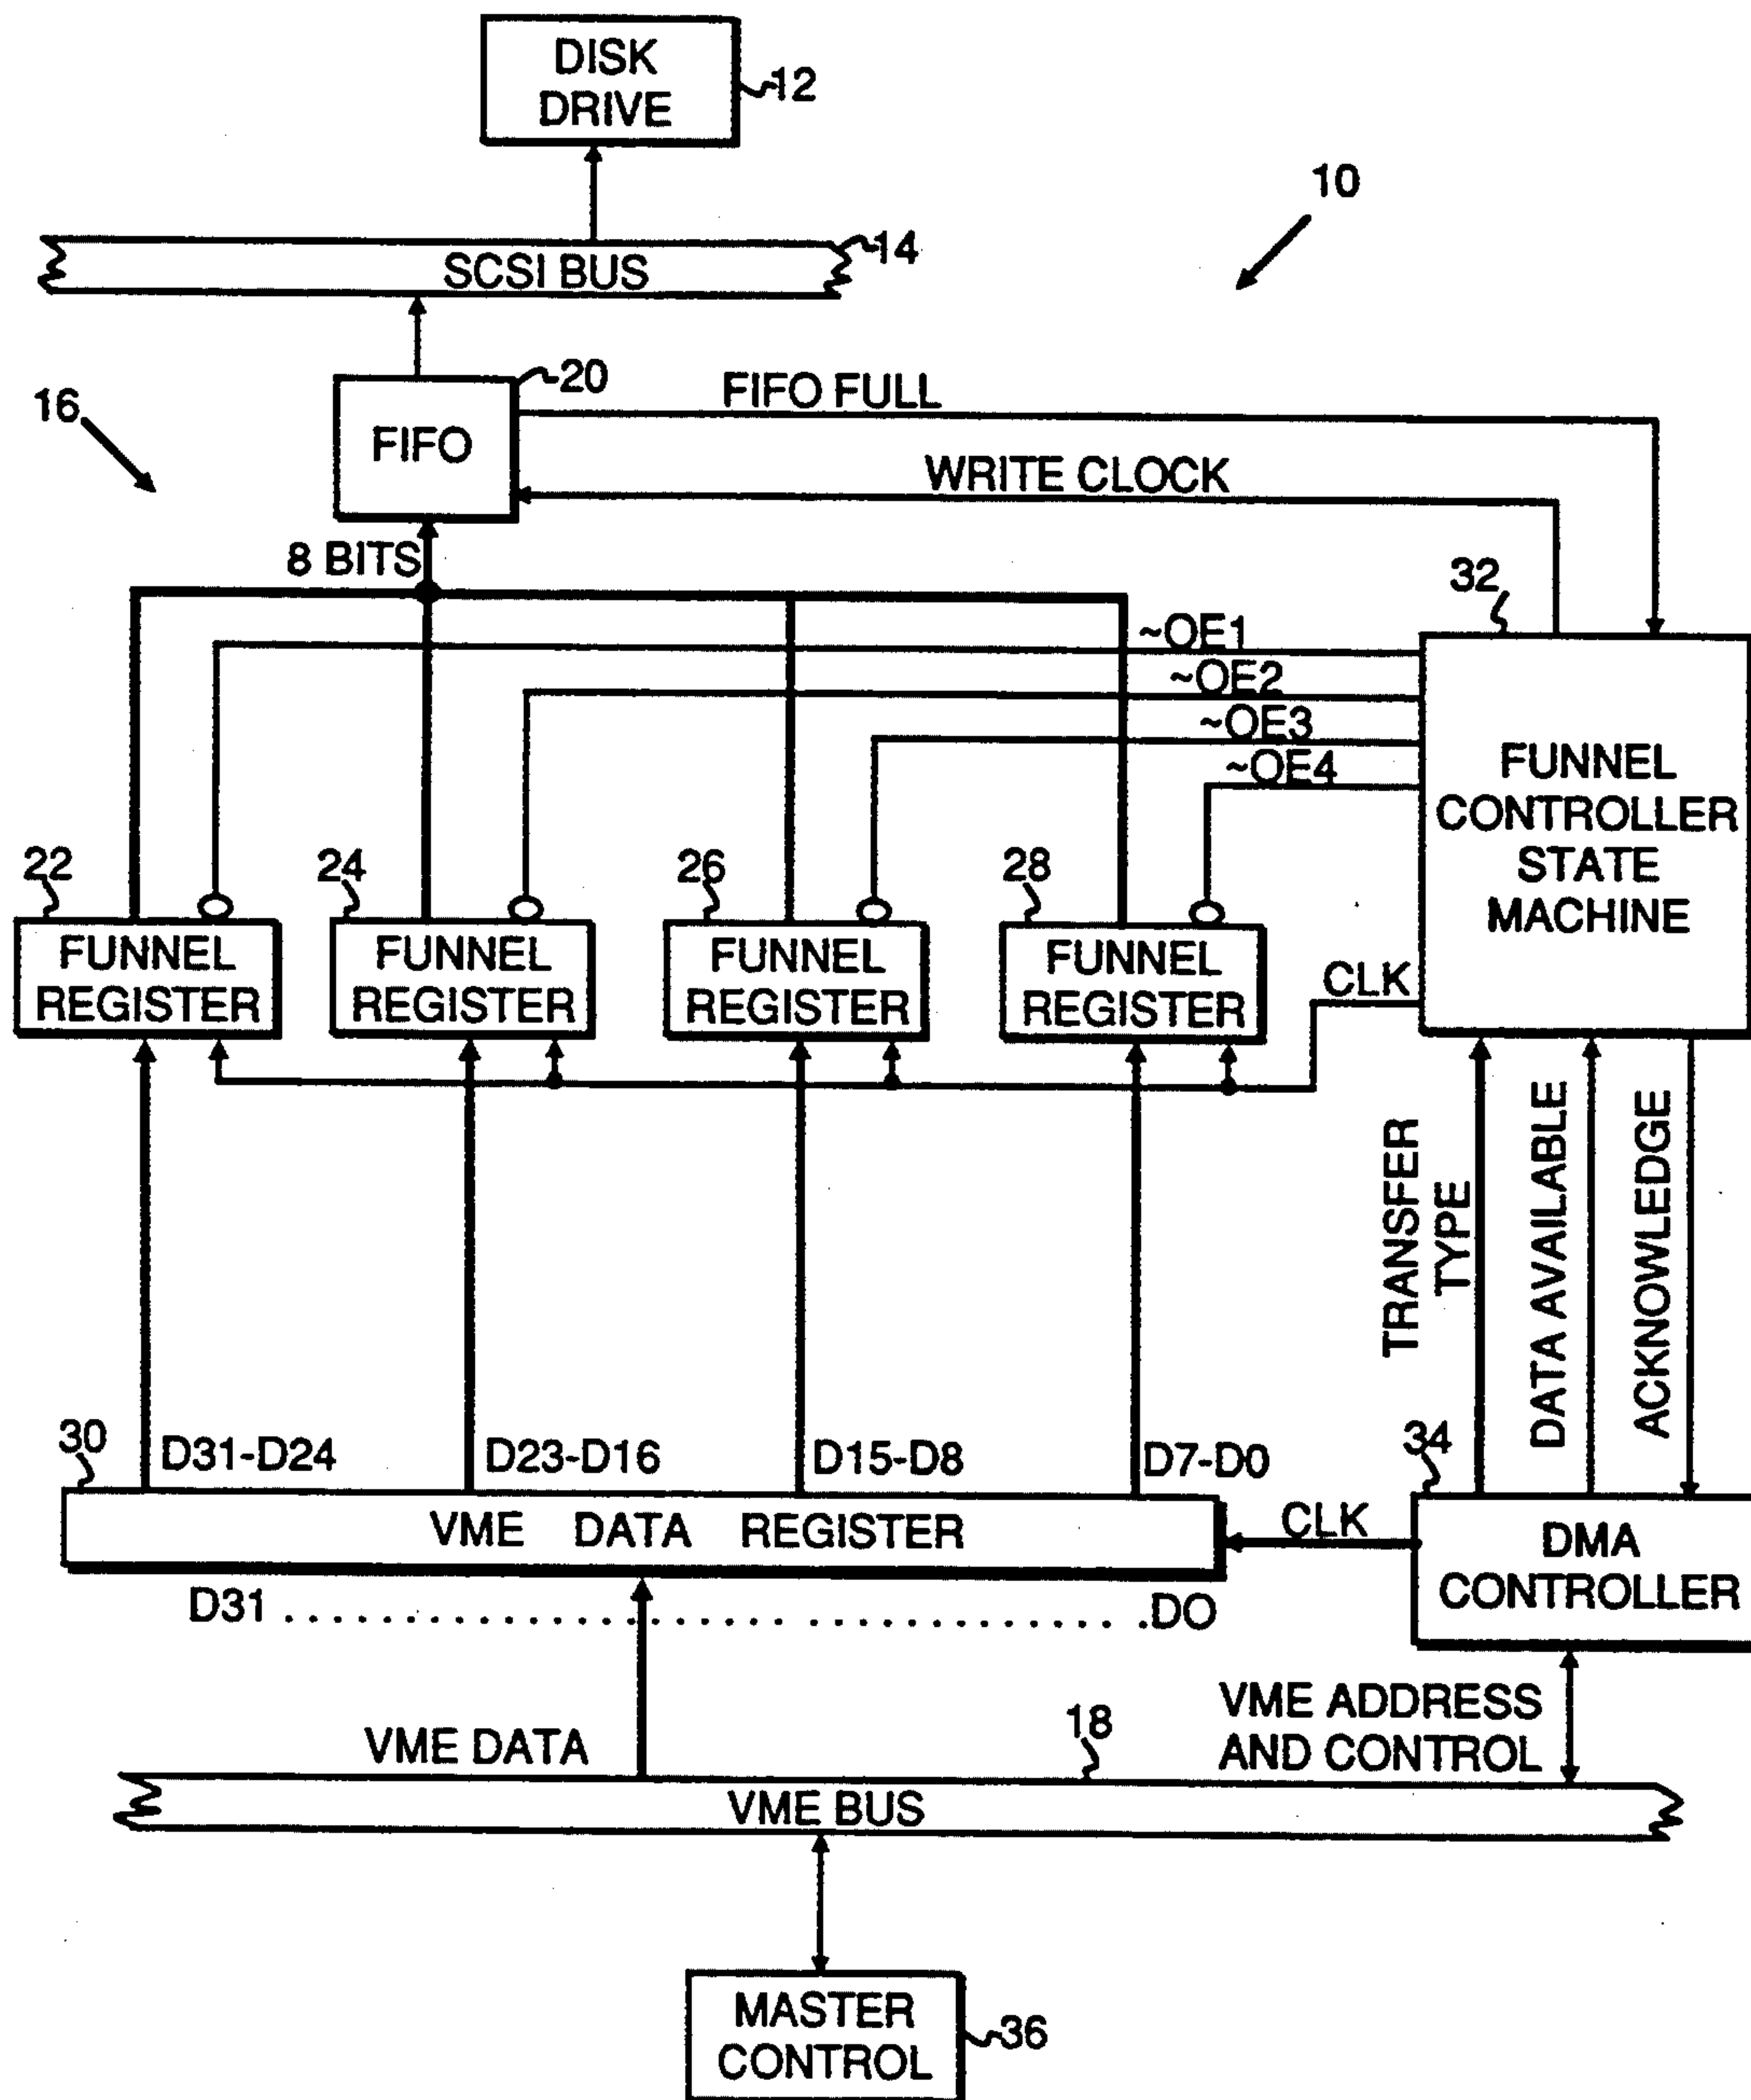 DISK
DRIVE
12
10
14
SCSI BUS
20
FIFO FULL
16
FIFO
WRITE CLOCK
8 BITS
32
~OE1
~OE2
~OE3
~OE4
FUNNEL
CONTROLLER
STATE
MACHINE
22
24
26
28
FUNNEL
REGISTER
FUNNEL
REGISTER
FUNNEL
REGISTER
FUNNEL
REGISTER
CLK
TRANSFER
TYPE
DATA AVAILABLE
ACKNOWLEDGE
30
D31-D24
D23-D16
D15-D8
D7-D0
34
VME DATA REGISTER
CLK
DMA
CONTROLLER
D31 . . . . . . . . . . . . . . . . . . . . . . . . . . .DO
VME DATA
18
VME ADDRESS
AND CONTROL
VME BUS
MASTER
CONTROL
36